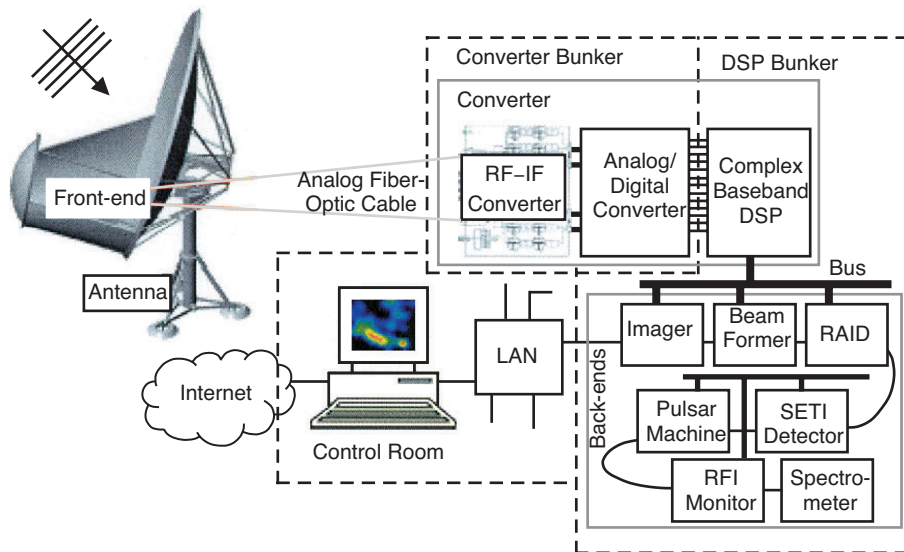 Converter Bunker
DSP Bunker
Converter
Front-end
Analog Fiber-
Optic Cable
RF–IF
Converter
Analog/
Digital
Converter
Complex
Baseband
DSP
Antenna
Bus
Imager
Beam
Former
RAID
LAN
Internet
Control Room
Back-ends
Pulsar
Machine
SETI
Detector
RFI
Monitor
Spectro-
meter